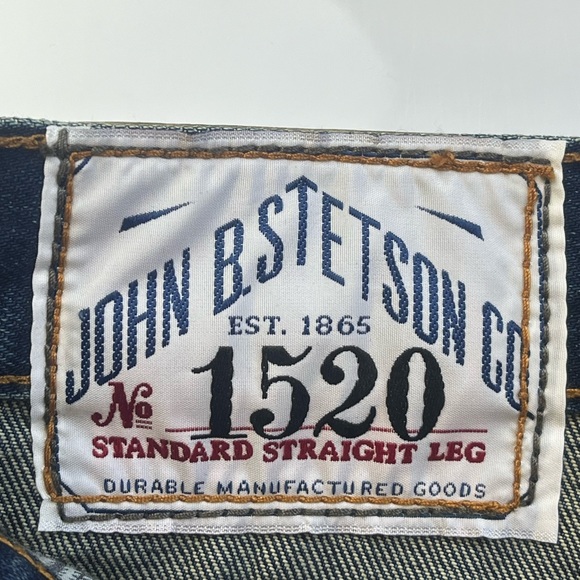 JOHN B. STETSON CO
EST. 1865
No 1520
STANDARD STRAIGHT LEG
DURABLE MANUFACTURED GOODS